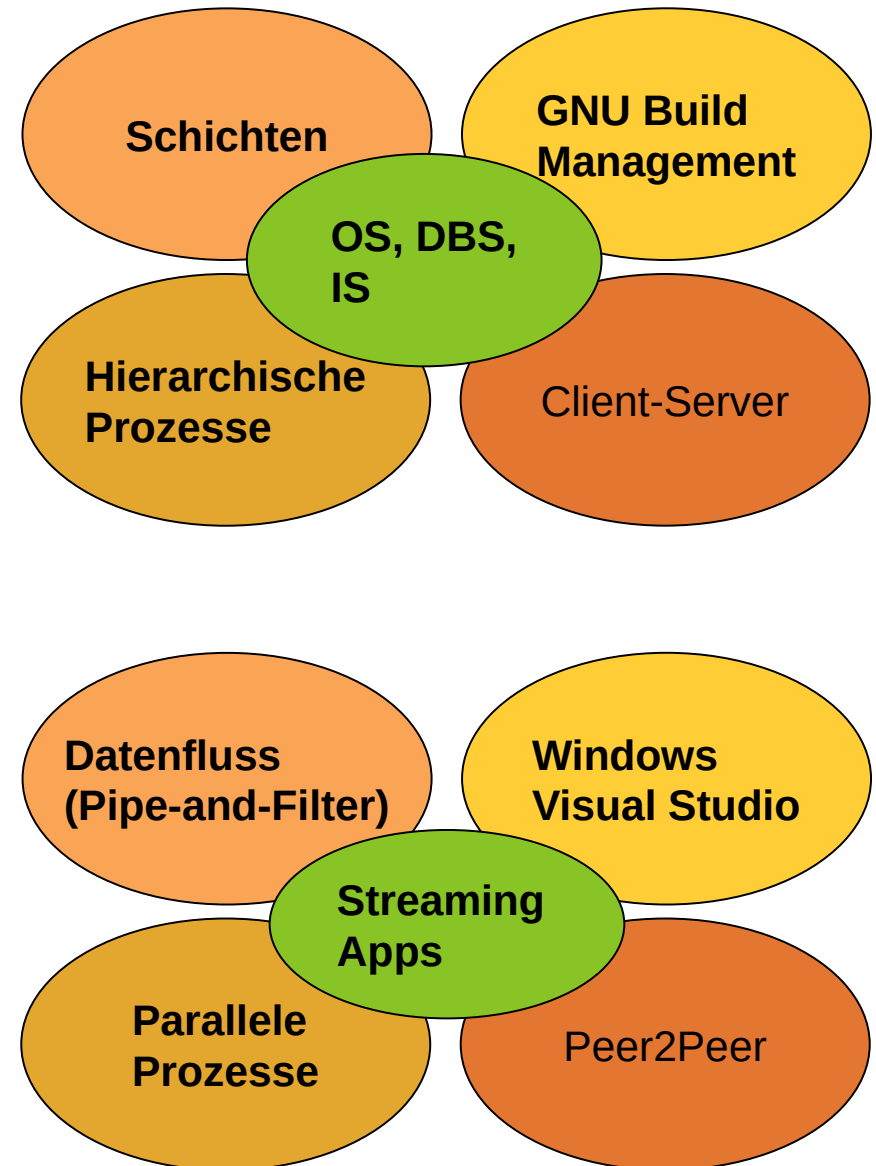 Schichten
GNU Build
Management
OS, DBS,
IS
Hierarchische
Prozesse
Client-Server
Datenfluss
(Pipe-and-Filter)
Windows
Visual Studio
Streaming
Apps
Parallele
Prozesse
Peer2Peer